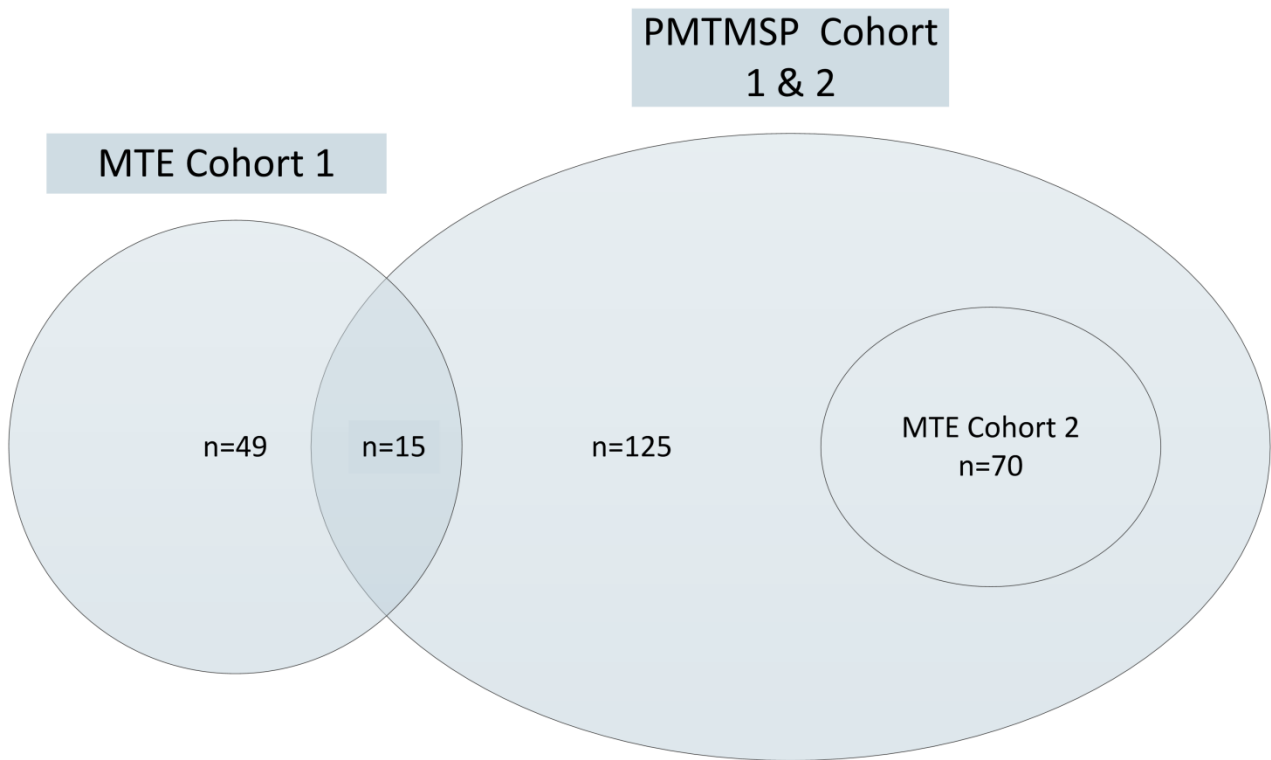 PMTMSP Cohort
1 & 2
MTE Cohort 1
n=49
n=15
n=125
MTE Cohort 2
n=70